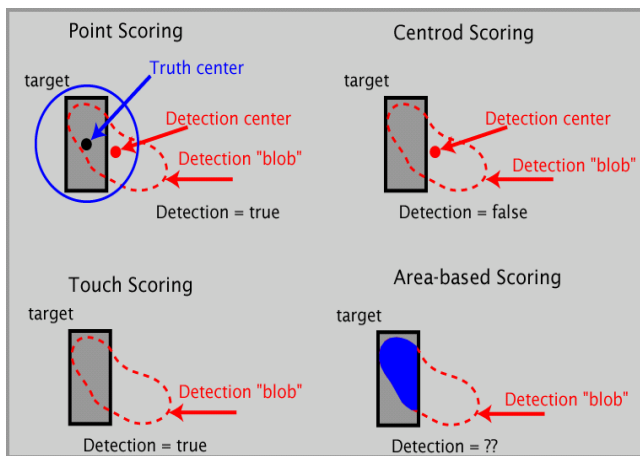 Point Scoring
target
Truth center
Detection center
Detection "blob"
Detection = true
Centrod Scoring
target
Detection center
Detection "blob"
Detection = false
Touch Scoring
target
Detection "blob"
Detection = true
Area-based Scoring
target
Detection "blob"
Detection = ??